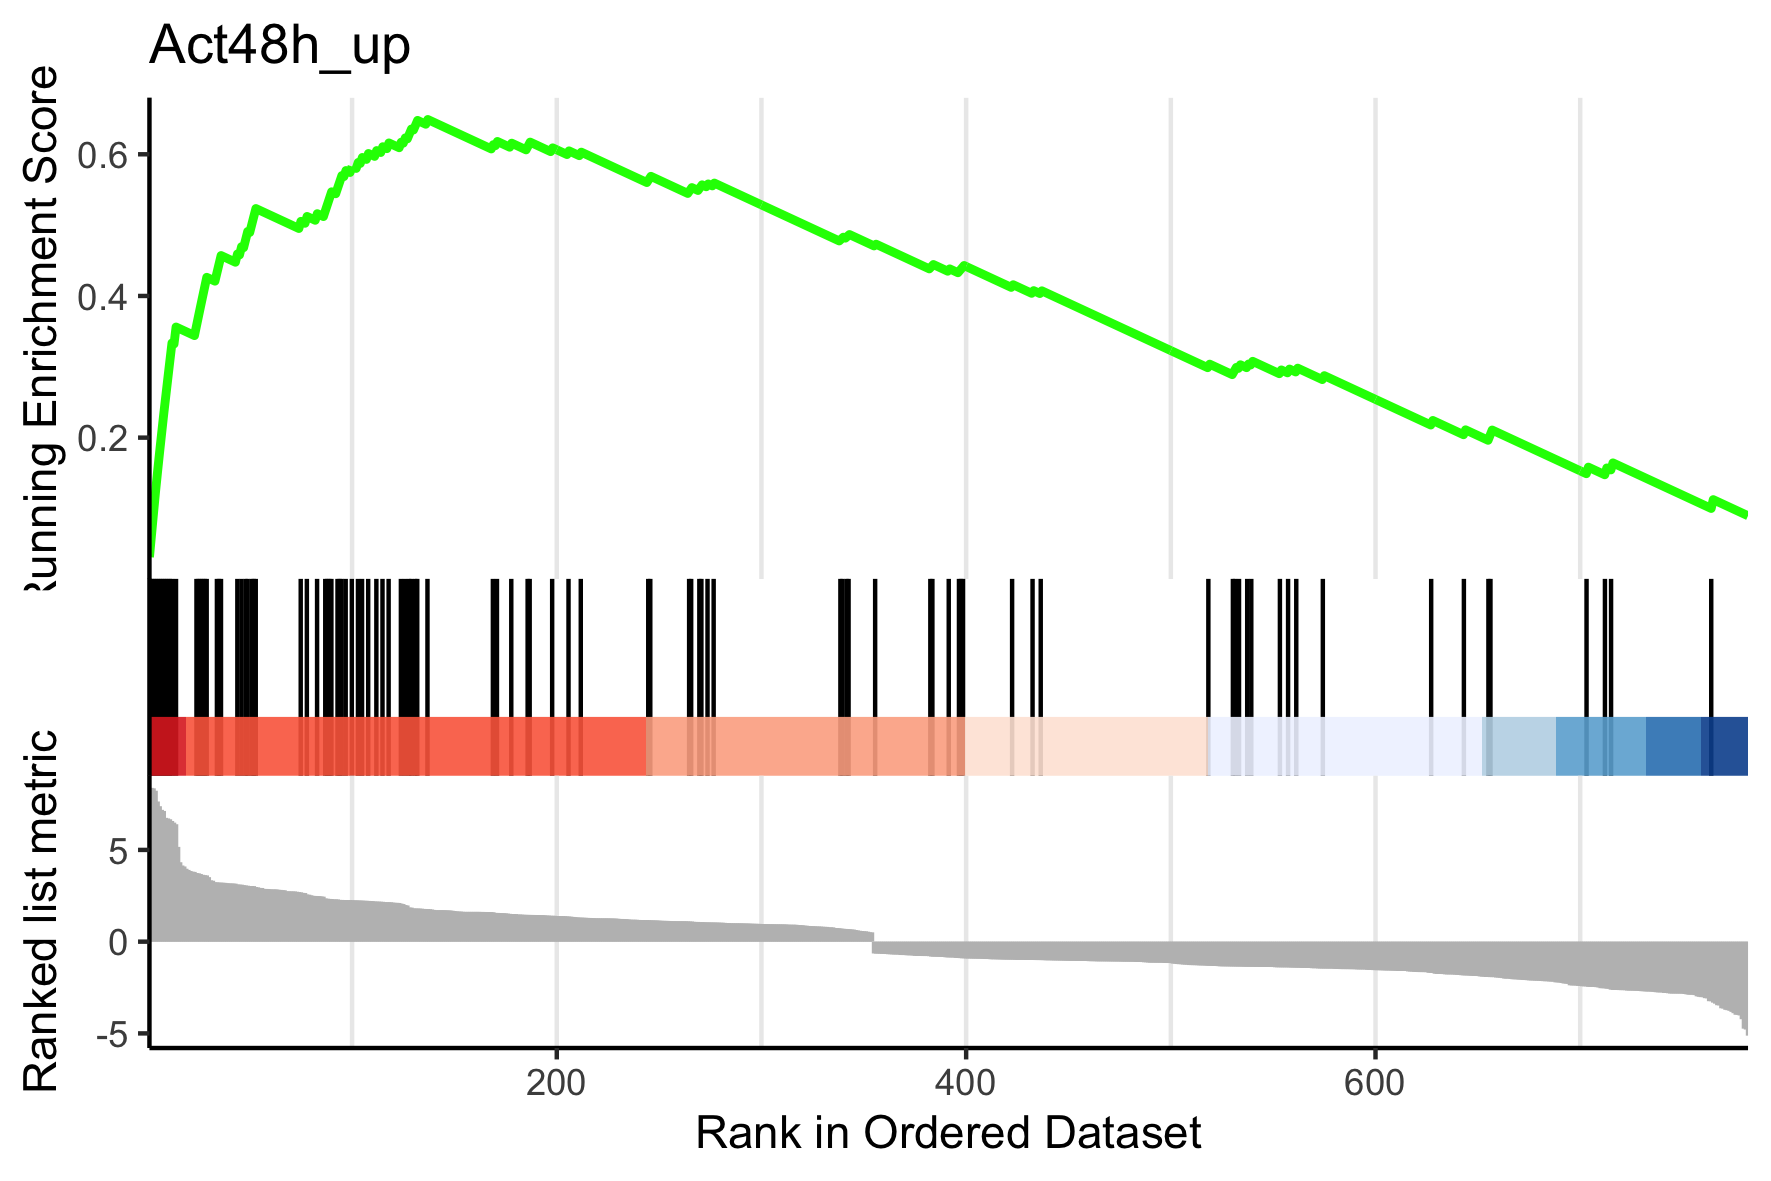 Act48h_up
Running Enrichment Score
0.6
0.4
0.2
Ranked list metric
5
0
-5
200
400
600
Rank in Ordered Dataset